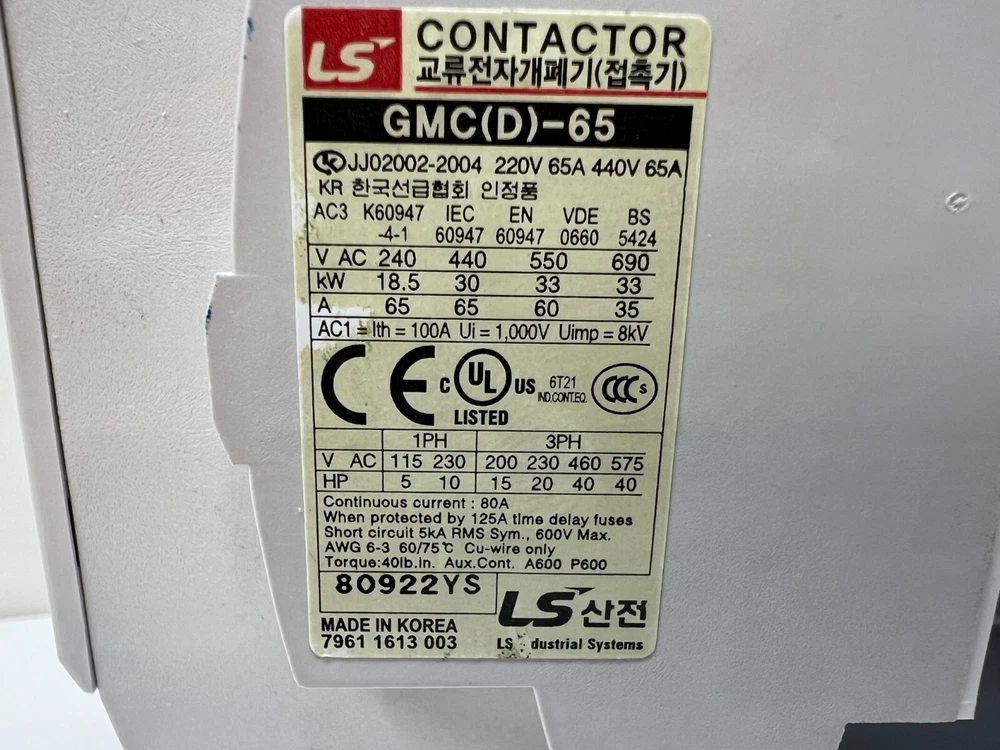 LS CONTACTOR
교류전자개폐기(접촉기)
GMC(D)-65
JJ02002-2004 220V 65A 440V 65A
KR 한국선급협회 인정품
AC3 K60947 IEC EN VDE BS
-4-1 60947 60947 0660 5424
V AC 240 440 550 690
kW 18.5 30 33 33
A 65 65 60 35
AC1 = Ith = 100A Ui = 1,000V Uimp = 8kV
CE C UL US 6T21 CCC S
IND.CONT.EQ.
LISTED
1PH 3PH
V AC 115 230 200 230 460 575
HP 5 10 15 20 40 40
Continuous current : 80A
When protected by 125A time delay fuses
Short circuit 5kA RMS Sym., 600V Max.
AWG 6-3 60/75℃ Cu-wire only
Torque:40lb.in. Aux.Cont. A600 P600
80922YS
LS산전
MADE IN KOREA
7961 1613 003
LS dustrial Systems